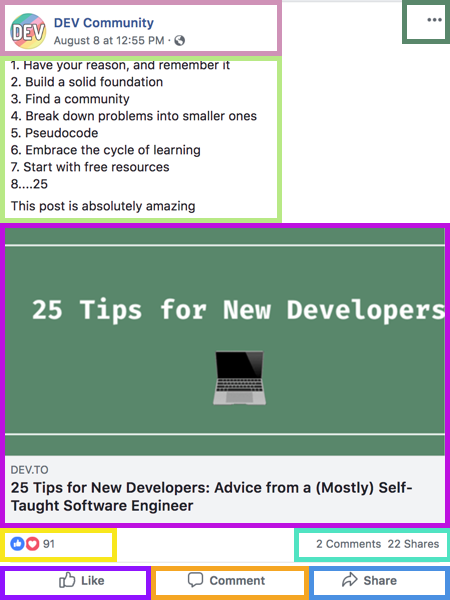 DEV
DEV Community
August 8 at 12:55 PM ·
1. Have your reason, and remember it
2. Build a solid foundation
3. Find a community
4. Break down problems into smaller ones
5. Pseudocode
6. Embrace the cycle of learning
7. Start with free resources
8....25
This post is absolutely amazing
25 Tips for New Developers
DEV.TO
25 Tips for New Developers: Advice from a (Mostly) Self-
Taught Software Engineer
91
2 Comments 22 Shares
Like
Comment
Share